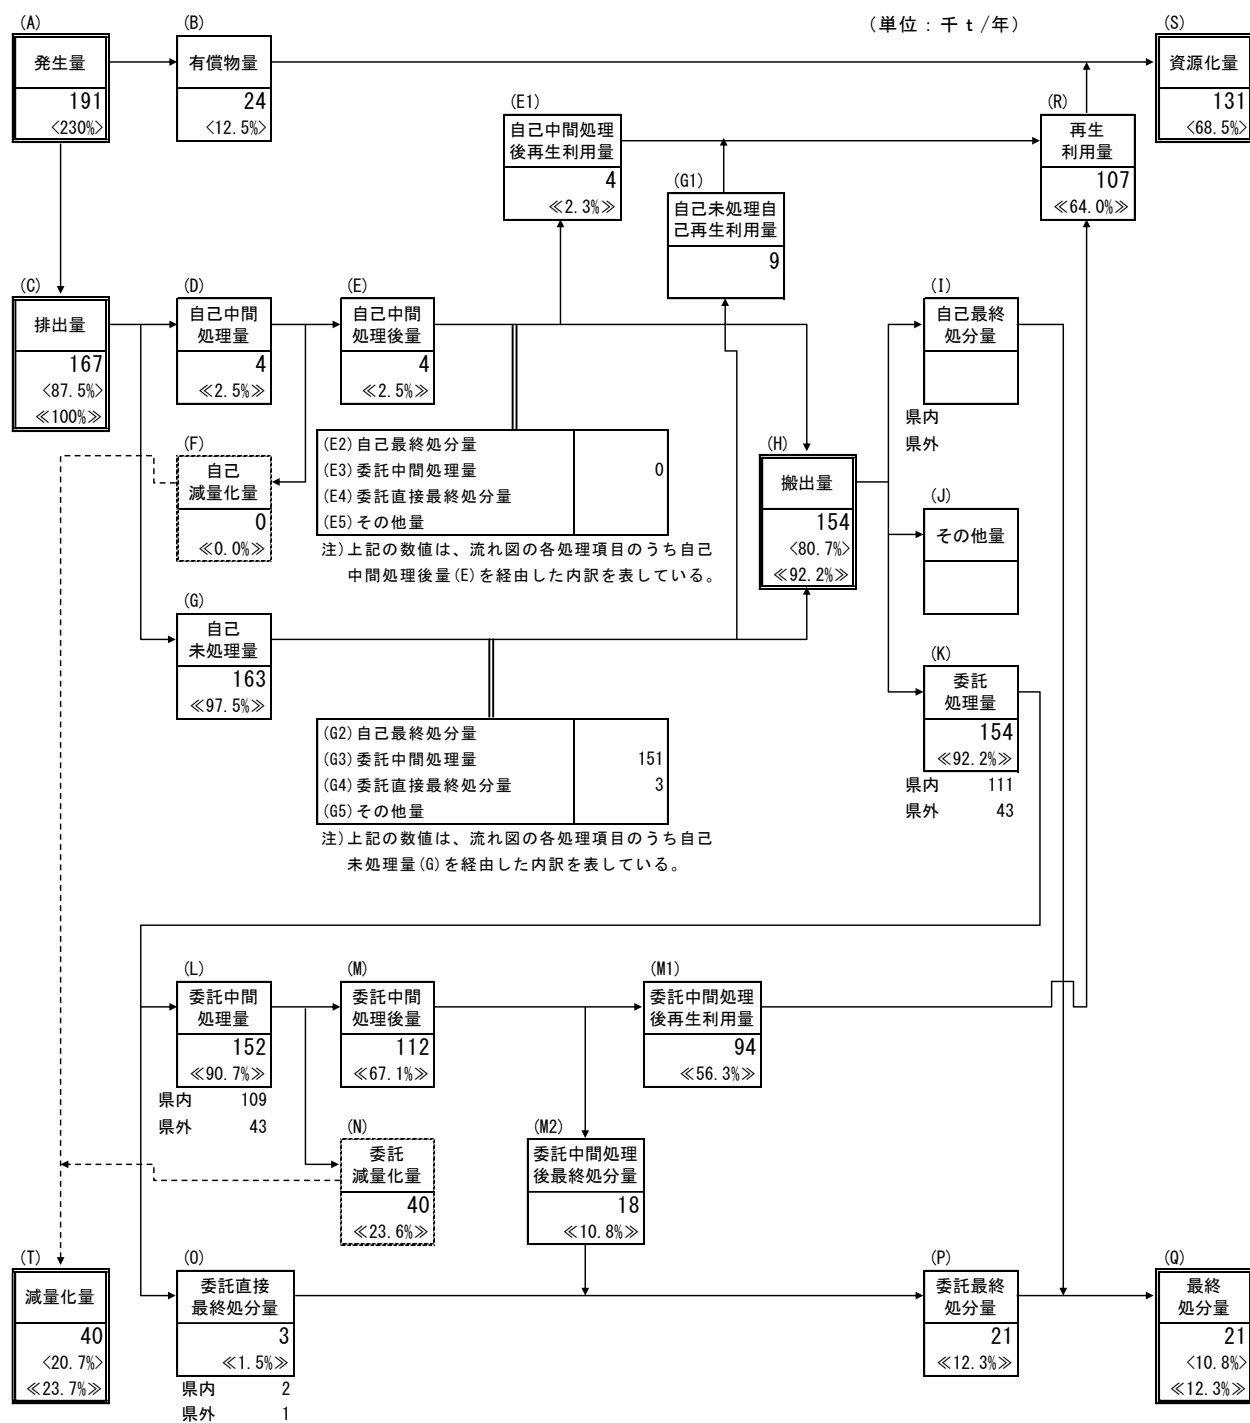 (単位：千ｔ/年)
(A)
発生量
191
<230%>
(B)
有償物量
24
<12.5%>
(S)
資源化量
131
<68.5%>
(E1)
自己中間処理
後再生利用量
4
≪2.3%≫
(G1)
自己未処理自
己再生利用量
9
(R)
再生
利用量
107
≪64.0%≫
(C)
排出量
167
<87.5%>
≪100%≫
(D)
自己中間
処理量
4
≪2.5%≫
(E)
自己中間
処理後量
4
≪2.5%≫
(I)
自己最終
処分量
県内
県外
(F)
自己
減量化量
0
≪0.0%≫
(E2)自己最終処分量
(E3)委託中間処理量 0
(E4)委託直接最終処分量
(E5)その他量
注)上記の数値は、流れ図の各処理項目のうち自己
中間処理後量(E)を経由した内訳を表している。
(H)
搬出量
154
<80.7%>
≪92.2%≫
(J)
その他量
(G)
自己
未処理量
163
≪97.5%≫
(G2)自己最終処分量
(G3)委託中間処理量 151
(G4)委託直接最終処分量 3
(G5)その他量
注)上記の数値は、流れ図の各処理項目のうち自己
未処理量(G)を経由した内訳を表している。
(K)
委託
処理量
154
≪92.2%≫
県内 111
県外 43
(L)
委託中間
処理量
152
≪90.7%≫
県内 109
県外 43
(M)
委託中間
処理後量
112
≪67.1%≫
(M1)
委託中間処理
後再生利用量
94
≪56.3%≫
(N)
委託
減量化量
40
≪23.6%≫
(M2)
委託中間処理
後最終処分量
18
≪10.8%≫
(T)
減量化量
40
<20.7%>
≪23.7%≫
(O)
委託直接
最終処分量
3
≪1.5%≫
県内 2
県外 1
(P)
委託最終
処分量
21
≪12.3%≫
(Q)
最終
処分量
21
<10.8%>
≪12.3%≫